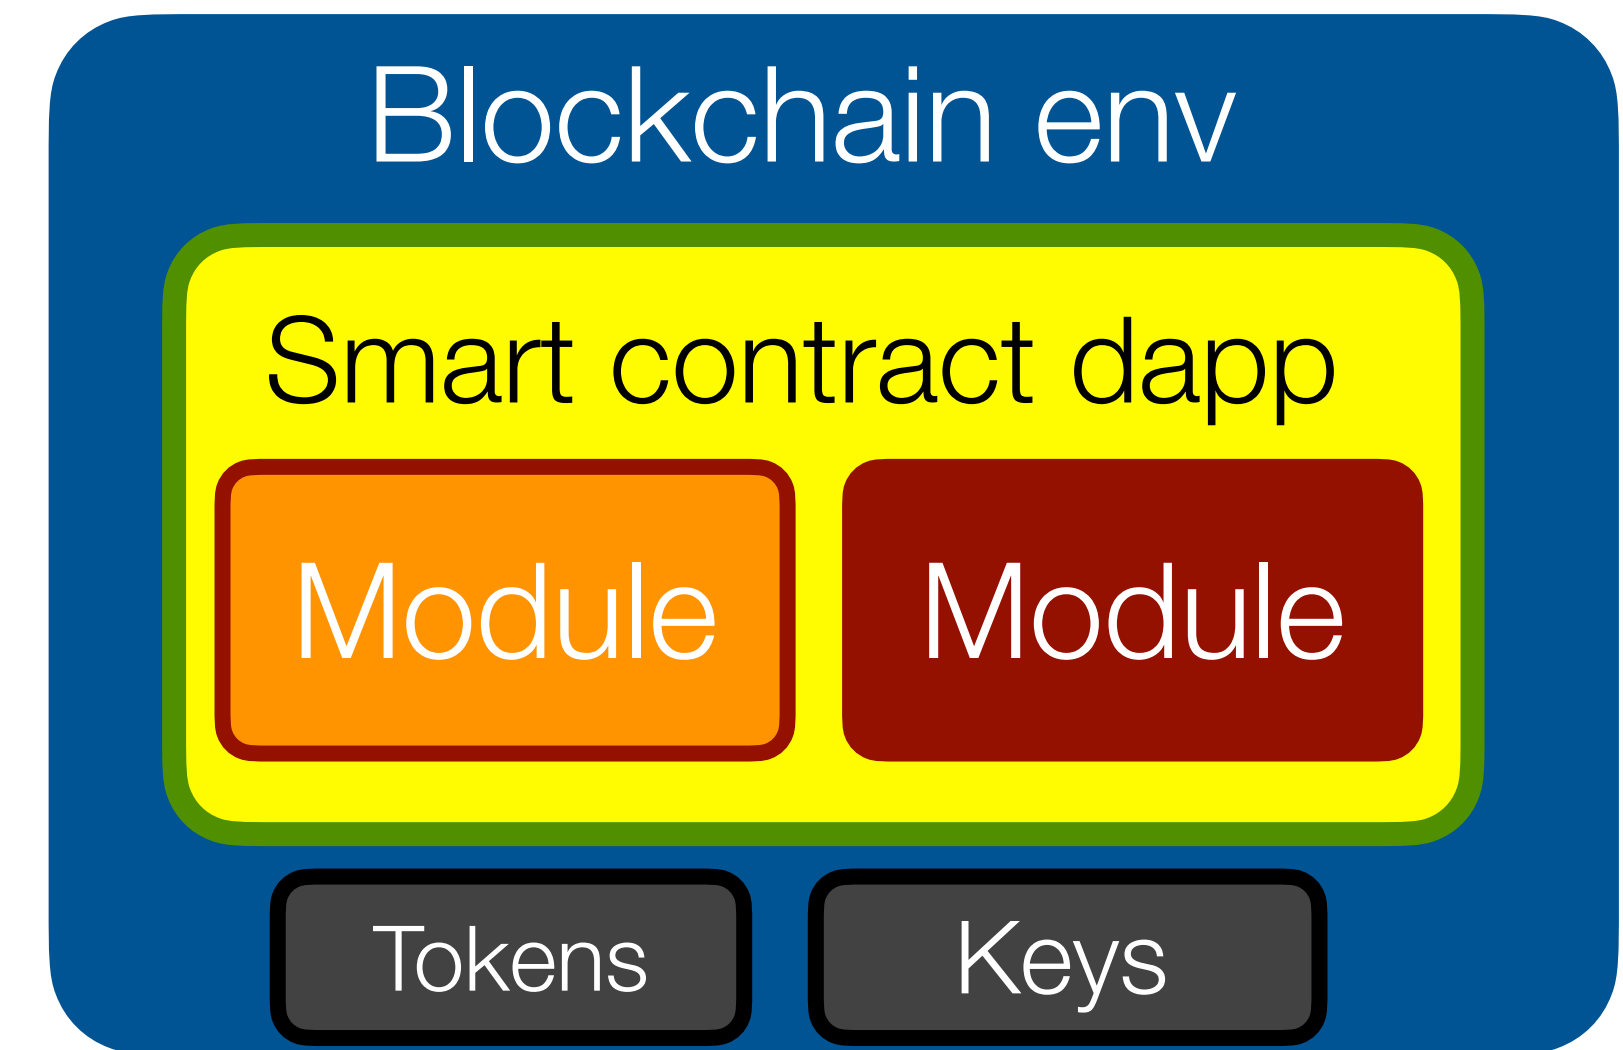 Blockchain env
Smart contract dapp
Module Module
Tokens Keys